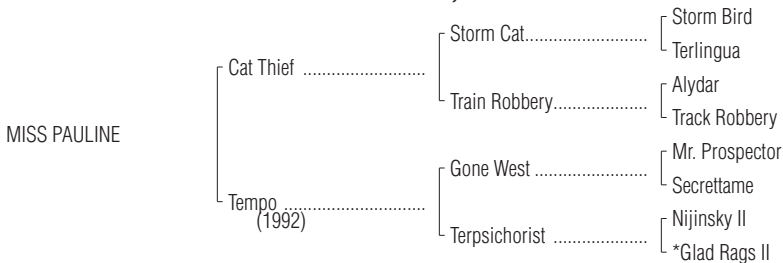 MISS PAULINE
Cat Thief ..........................
Tempo ..............................
(1992)
Storm Cat..........................
Train Robbery....................
Gone West ........................
Terpsichorist ....................
Storm Bird
Terlingua
Alydar
Track Robbery
Mr. Prospector
Secrettame
Nijinsky II
*Glad Rags II